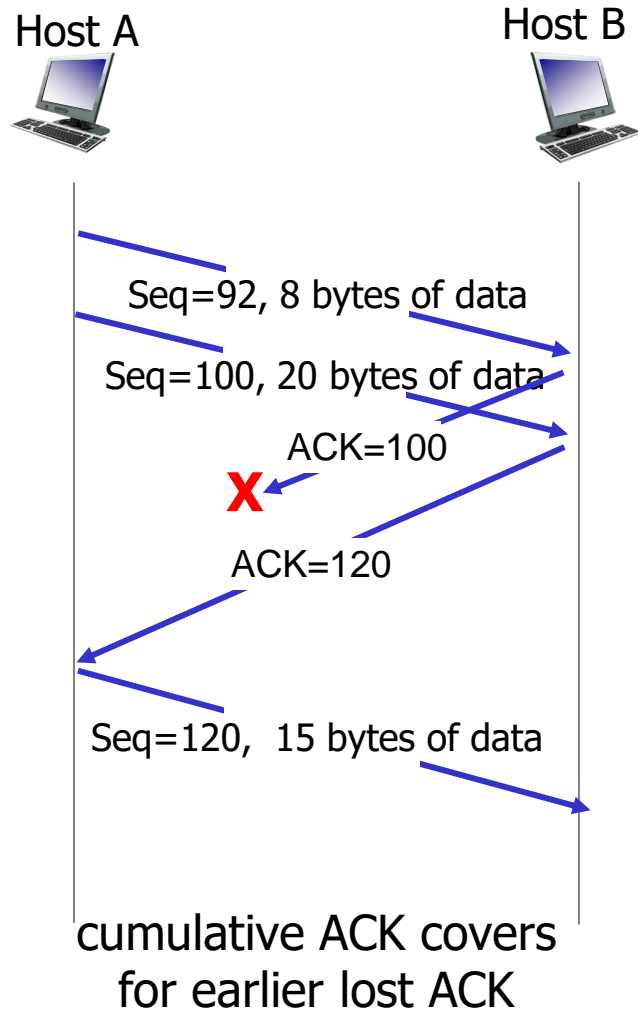 Host A
Host B
Seq=92, 8 bytes of data
Seq=100, 20 bytes of data
ACK=100
X
ACK=120
Seq=120, 15 bytes of data
cumulative ACK covers
for earlier lost ACK